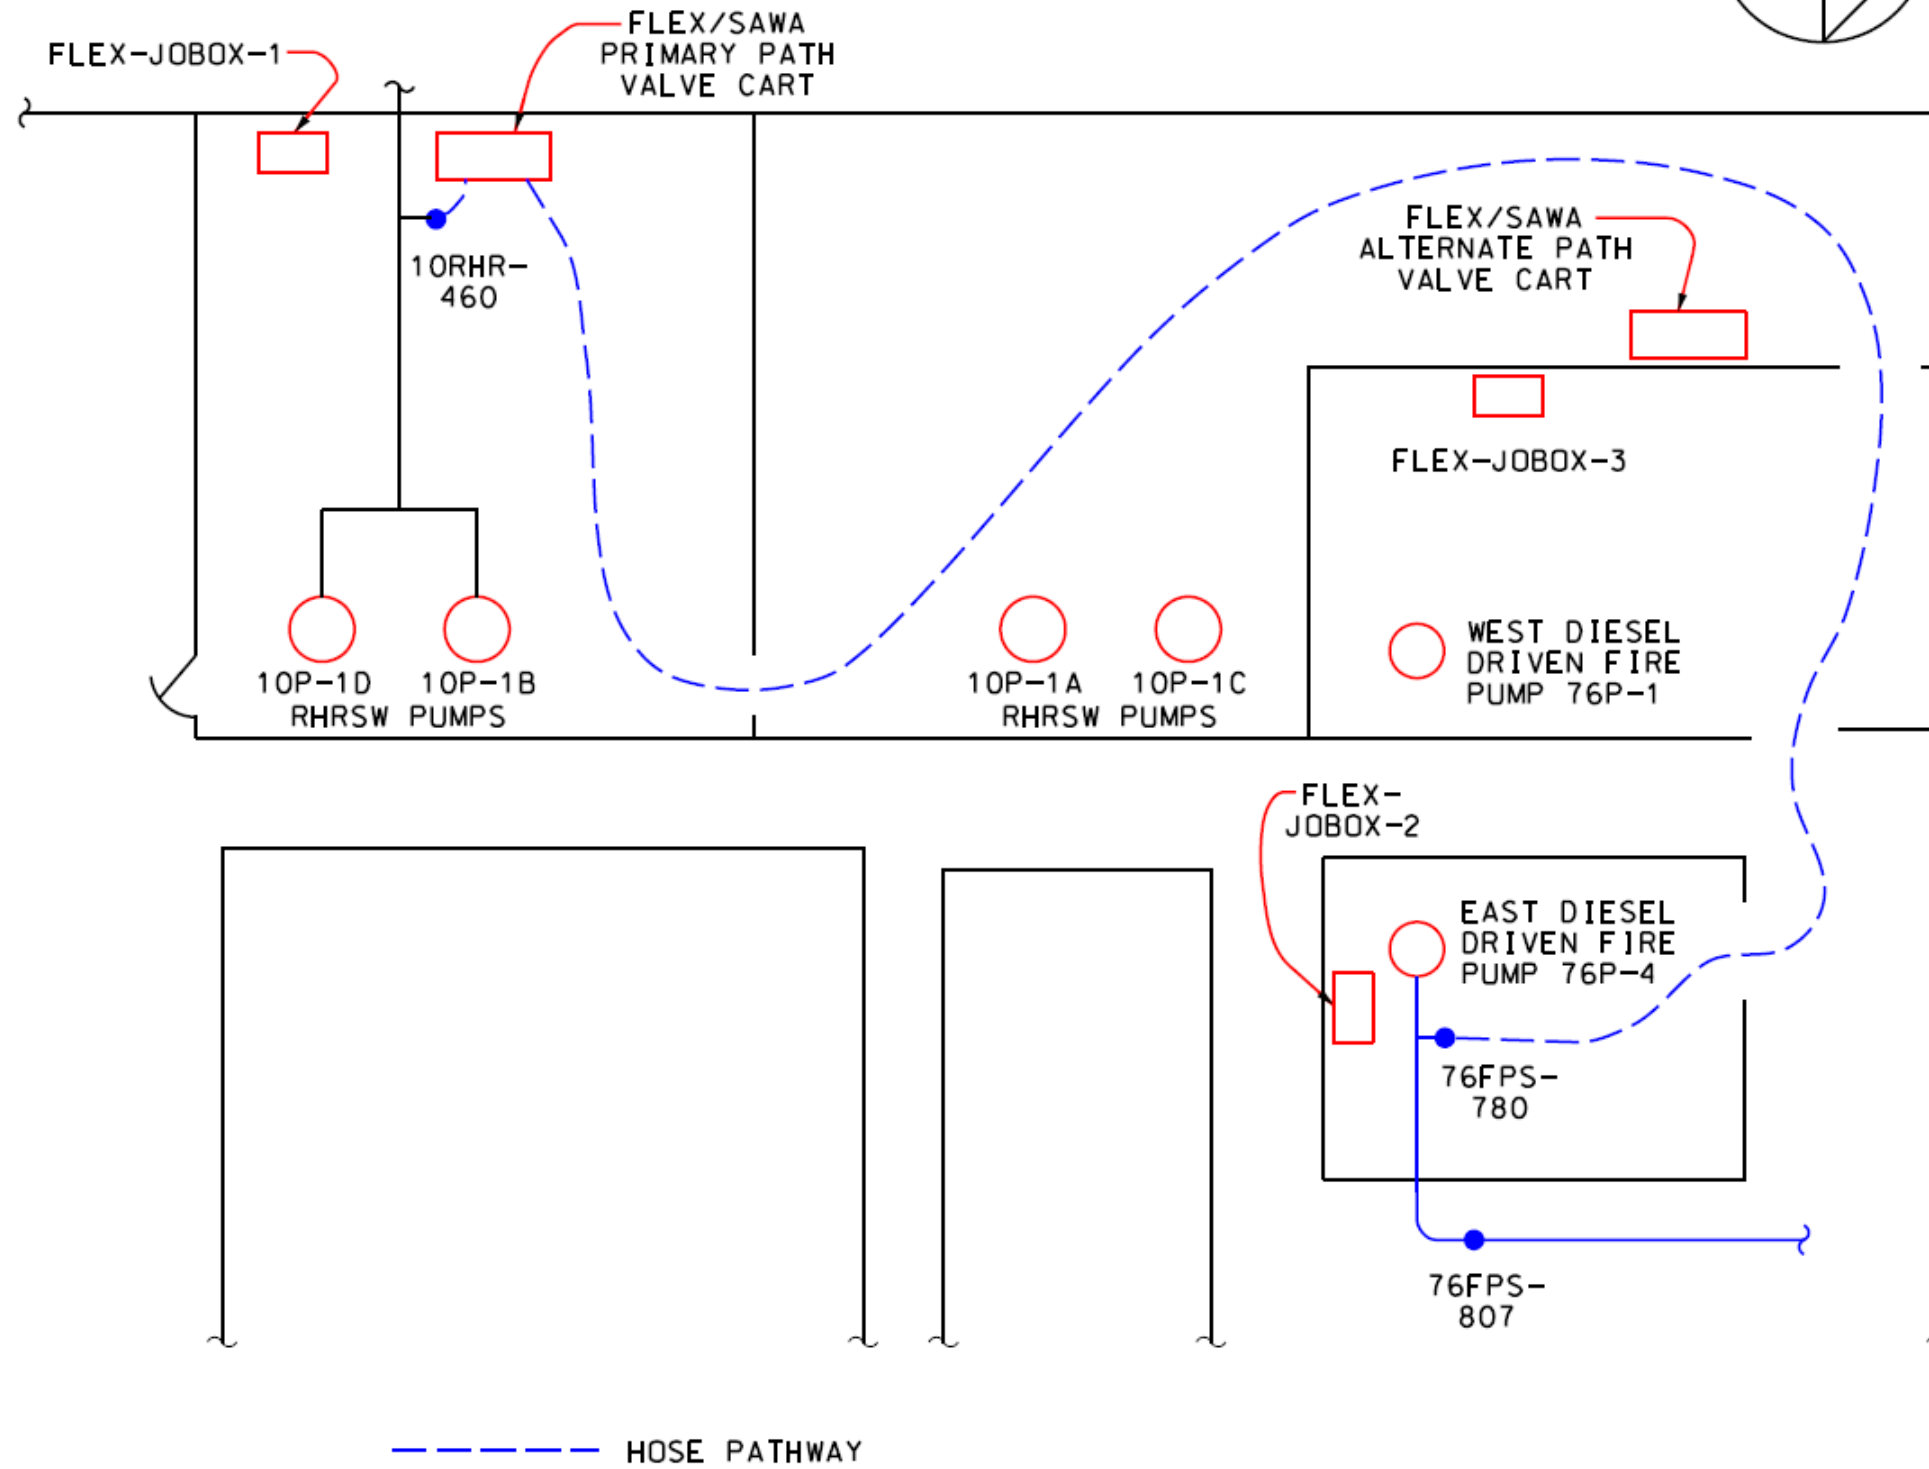 FLEX/SAWA
PRIMARY PATH
VALVE CART
FLEX-JOBOX-1
10RHR-
460
FLEX/SAWA
ALTERNATE PATH
VALVE CART
FLEX-JOBOX-3
10P-1D
10P-1B
RHRSW PUMPS
10P-1A
10P-1C
RHRSW PUMPS
WEST DIESEL
DRIVEN FIRE
PUMP 76P-1
FLEX-
JOBOX-2
EAST DIESEL
DRIVEN FIRE
PUMP 76P-4
76FPS-
780
76FPS-
807
HOSE PATHWAY